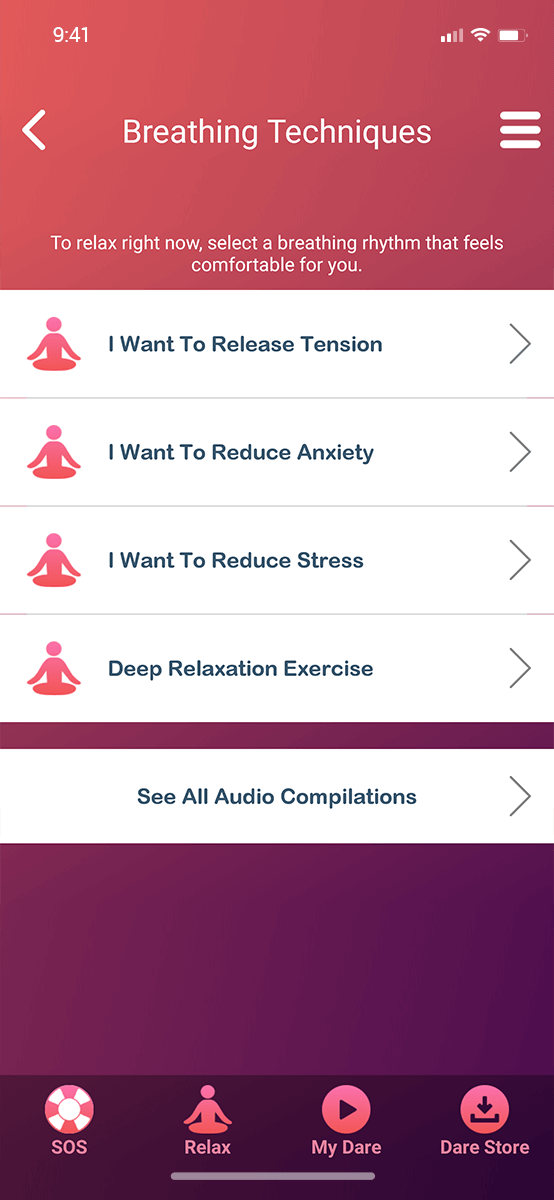 9:41
Breathing Techniques
To relax right now, select a breathing rhythm that feels
comfortable for you.
I Want To Release Tension
I Want To Reduce Anxiety
I Want To Reduce Stress
Deep Relaxation Exercise
See All Audio Compilations
SOS
Relax
My Dare
Dare Store